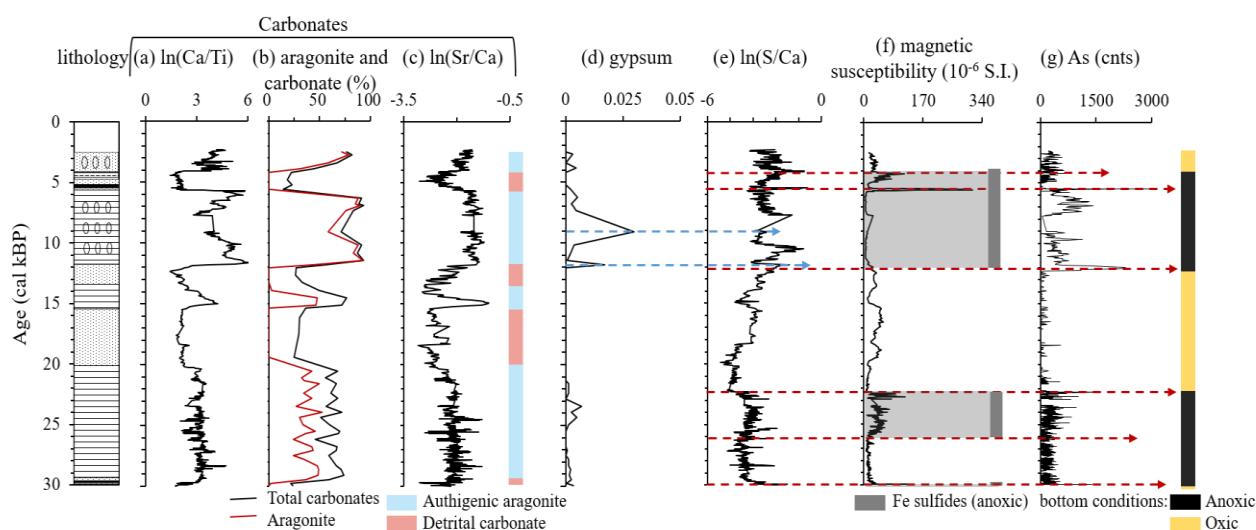 Carbonates
lithology (a) ln(Ca/Ti) (b) aragonite and carbonate (%) (c) ln(Sr/Ca) (d) gypsum (e) ln(S/Ca) (f) magnetic susceptibility (10⁻⁶ S.I.) (g) As (cnts)
0 3 6 0 50 100 -3.5 -0.5 0 0.025 0.05 -6 0 0 170 340 0 1500 3000
Age (cal kBP)
0
5
10
15
20
25
30
Total carbonates
Aragonite
Authigenic aragonite
Detrital carbonate
Fe sulfides (anoxic)
bottom conditions:
Anoxic
Oxic